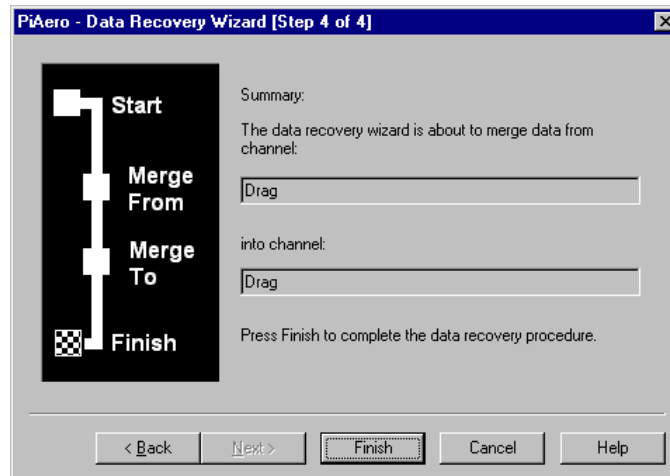 PiAero - Data Recovery Wizard [Step 4 of 4]
Start
Merge
From
Merge
To
Finish
Summary:
The data recovery wizard is about to merge data from
channel:
Drag
into channel:
Drag
Press Finish to complete the data recovery procedure.
< Back
Next >
Finish
Cancel
Help